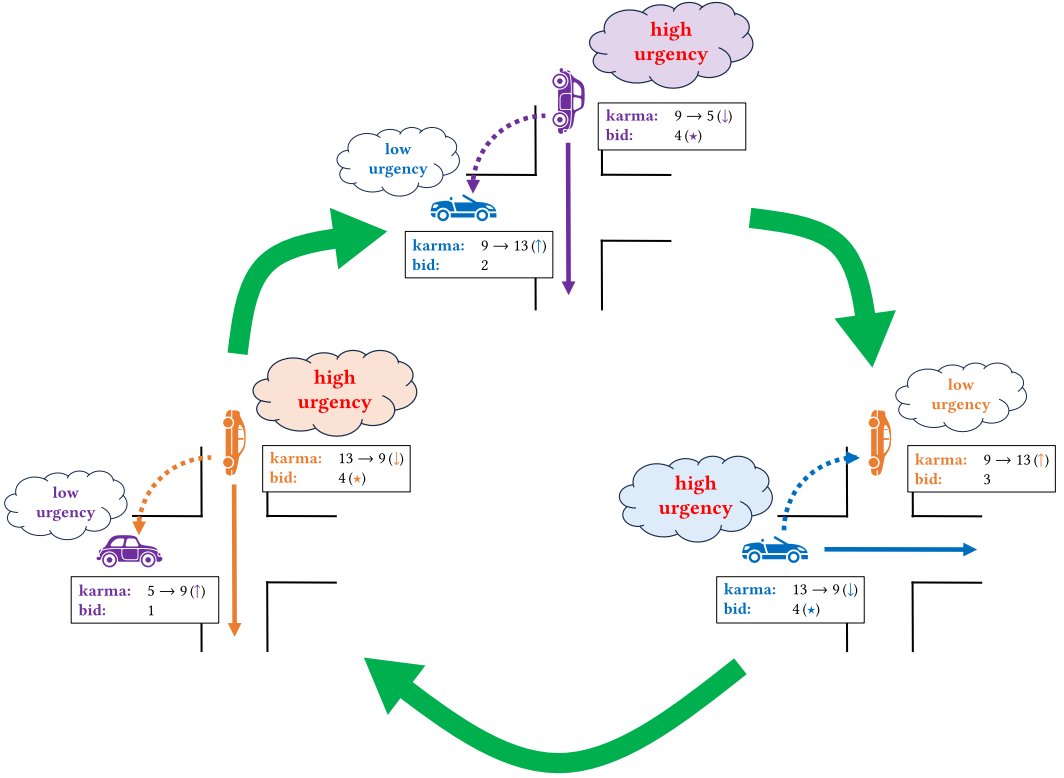 high
urgency
karma: 9 → 5 (↓)
bid: 4 (★)
low
urgency
karma: 9 → 13 (↑)
bid: 2
high
urgency
karma: 13 → 9 (↓)
bid: 4 (★)
low
urgency
karma: 5 → 9 (↑)
bid: 1
low
urgency
karma: 9 → 13 (↑)
bid: 3
high
urgency
karma: 13 → 9 (↓)
bid: 4 (★)